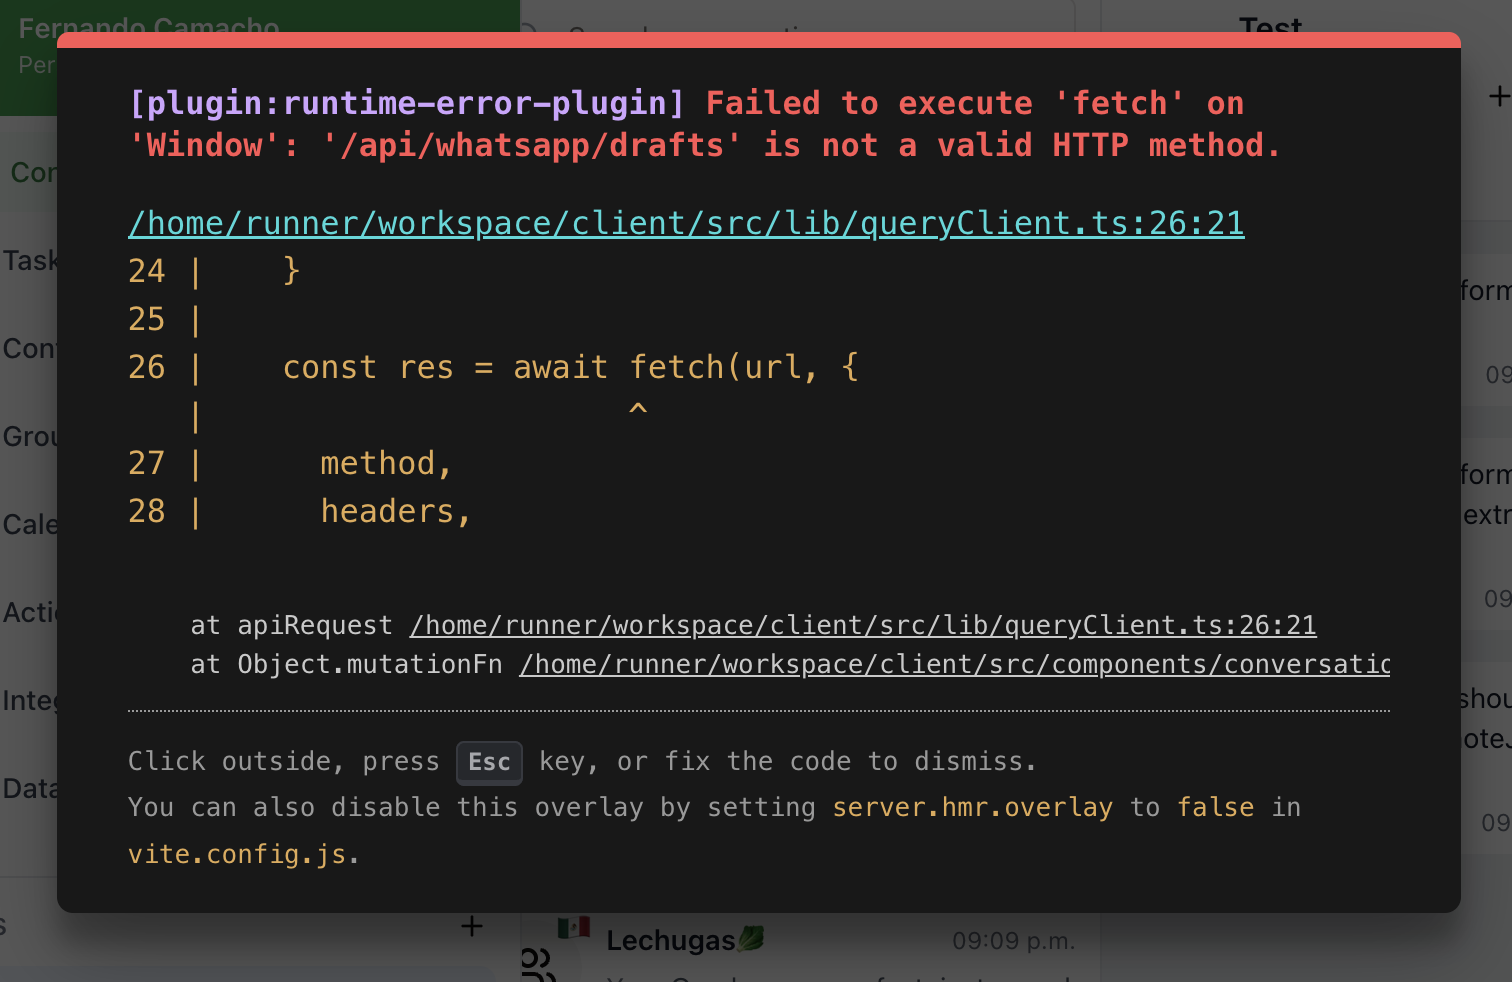 Fernando Camacho
Per
Test
[plugin:runtime-error-plugin] Failed to execute 'fetch' on
'Window': '/api/whatsapp/drafts' is not a valid HTTP method.
/home/runner/workspace/client/src/lib/queryClient.ts:26:21
24 |    }
25 |
26 |    const res = await fetch(url, {
   |                      ^
27 |      method,
28 |      headers,
at apiRequest /home/runner/workspace/client/src/lib/queryClient.ts:26:21
at Object.mutationFn /home/runner/workspace/client/src/components/conversatio
Click outside, press Esc key, or fix the code to dismiss.
You can also disable this overlay by setting server.hmr.overlay to false in
vite.config.js.
Con
Task
Cont
Grou
Cale
Actio
Integ
Data
s
+
+
form
09
form
extr
09
shou
noteJ
09
Lechugas🥬
09:09 p.m.